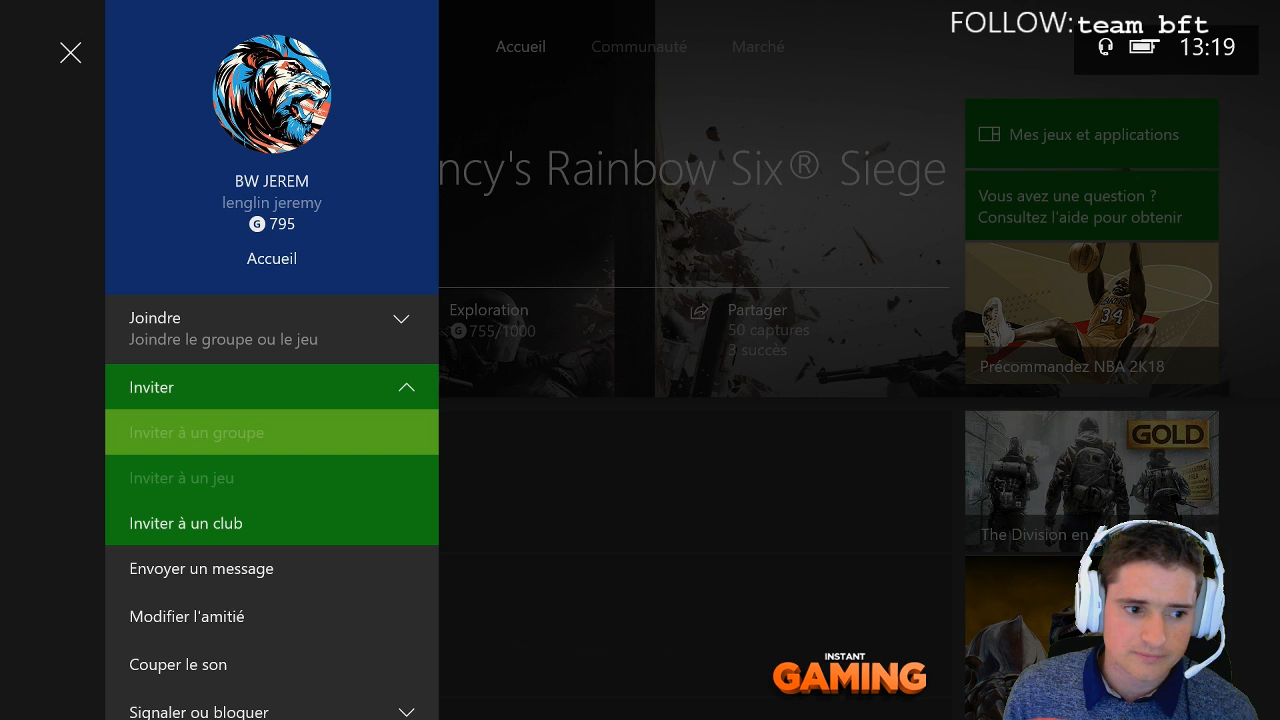 FOLLOW:team bft
13:19
BW JEREM
lenglin jeremy
G 795
Accueil
Joindre
Joindre le groupe ou le jeu
Inviter
Inviter à un groupe
Inviter à un jeu
Inviter à un club
Envoyer un message
Modifier l'amitié
Couper le son
Signaler ou bloquer
Accueil
Communauté
Marché
ncy's Rainbow Six® Siege
Exploration
G 755/1000
Partager
50 captures
3 succès
Mes jeux et applications
Vous avez une question ?
Consultez l'aide pour obtenir
34
Précommandez NBA 2K18
GOLD
The Division en
INSTANT
GAMING